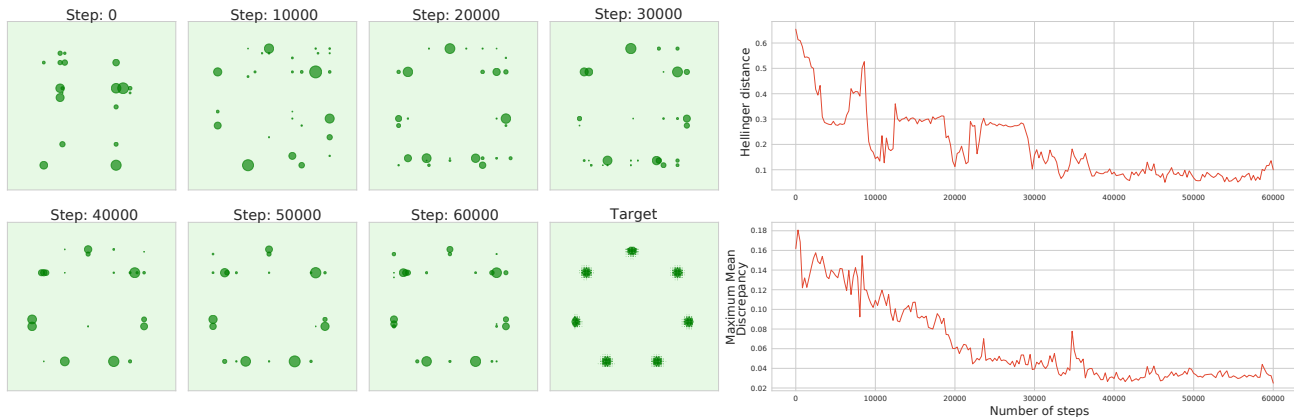 Step: 0
Step: 10000
Step: 20000
Step: 30000
Step: 40000
Step: 50000
Step: 60000
Target
Hellinger distance
0.6
0.5
0.4
0.3
0.2
0.1
0
10000
20000
30000
40000
50000
60000
Maximum Mean
Discrepancy
0.18
0.16
0.14
0.12
0.10
0.08
0.06
0.04
0.02
0
10000
20000
30000
40000
50000
60000
Number of steps